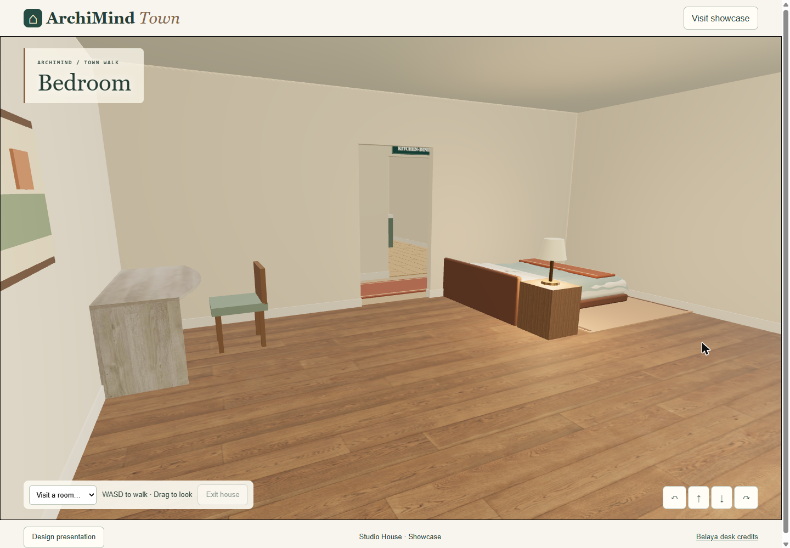 ArchiMind Town
Visit showcase
ARCHIMIND / TOWN WALK
Bedroom
Visit a room...
WASD to walk · Drag to look
Exit house
Design presentation
Studio House · Showcase
Belaya desk credits